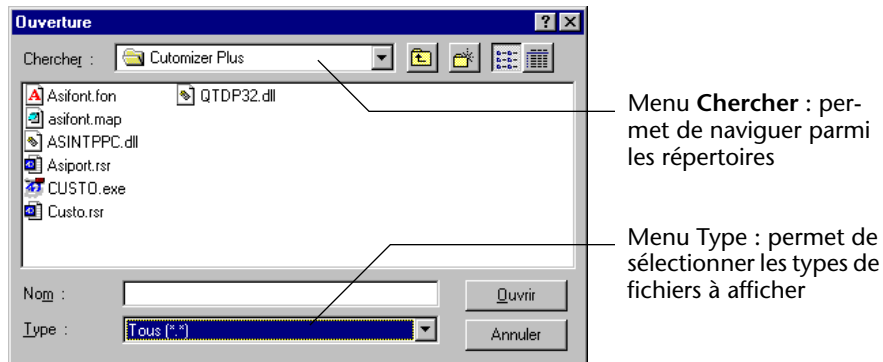 Ouverture
Chercher :
Cutomizer Plus
Asifont.fon
QTDP32.dll
asifont.map
ASINTPPC.dll
Asiport.rsr
CUSTO.exe
Custo.rsr
Menu Chercher : per-
met de naviguer parmi
les répertoires
Menu Type : permet de
sélectionner les types de
fichiers à afficher
Nom :
Ouvrir
Type :
Tous (*.*)
Annuler